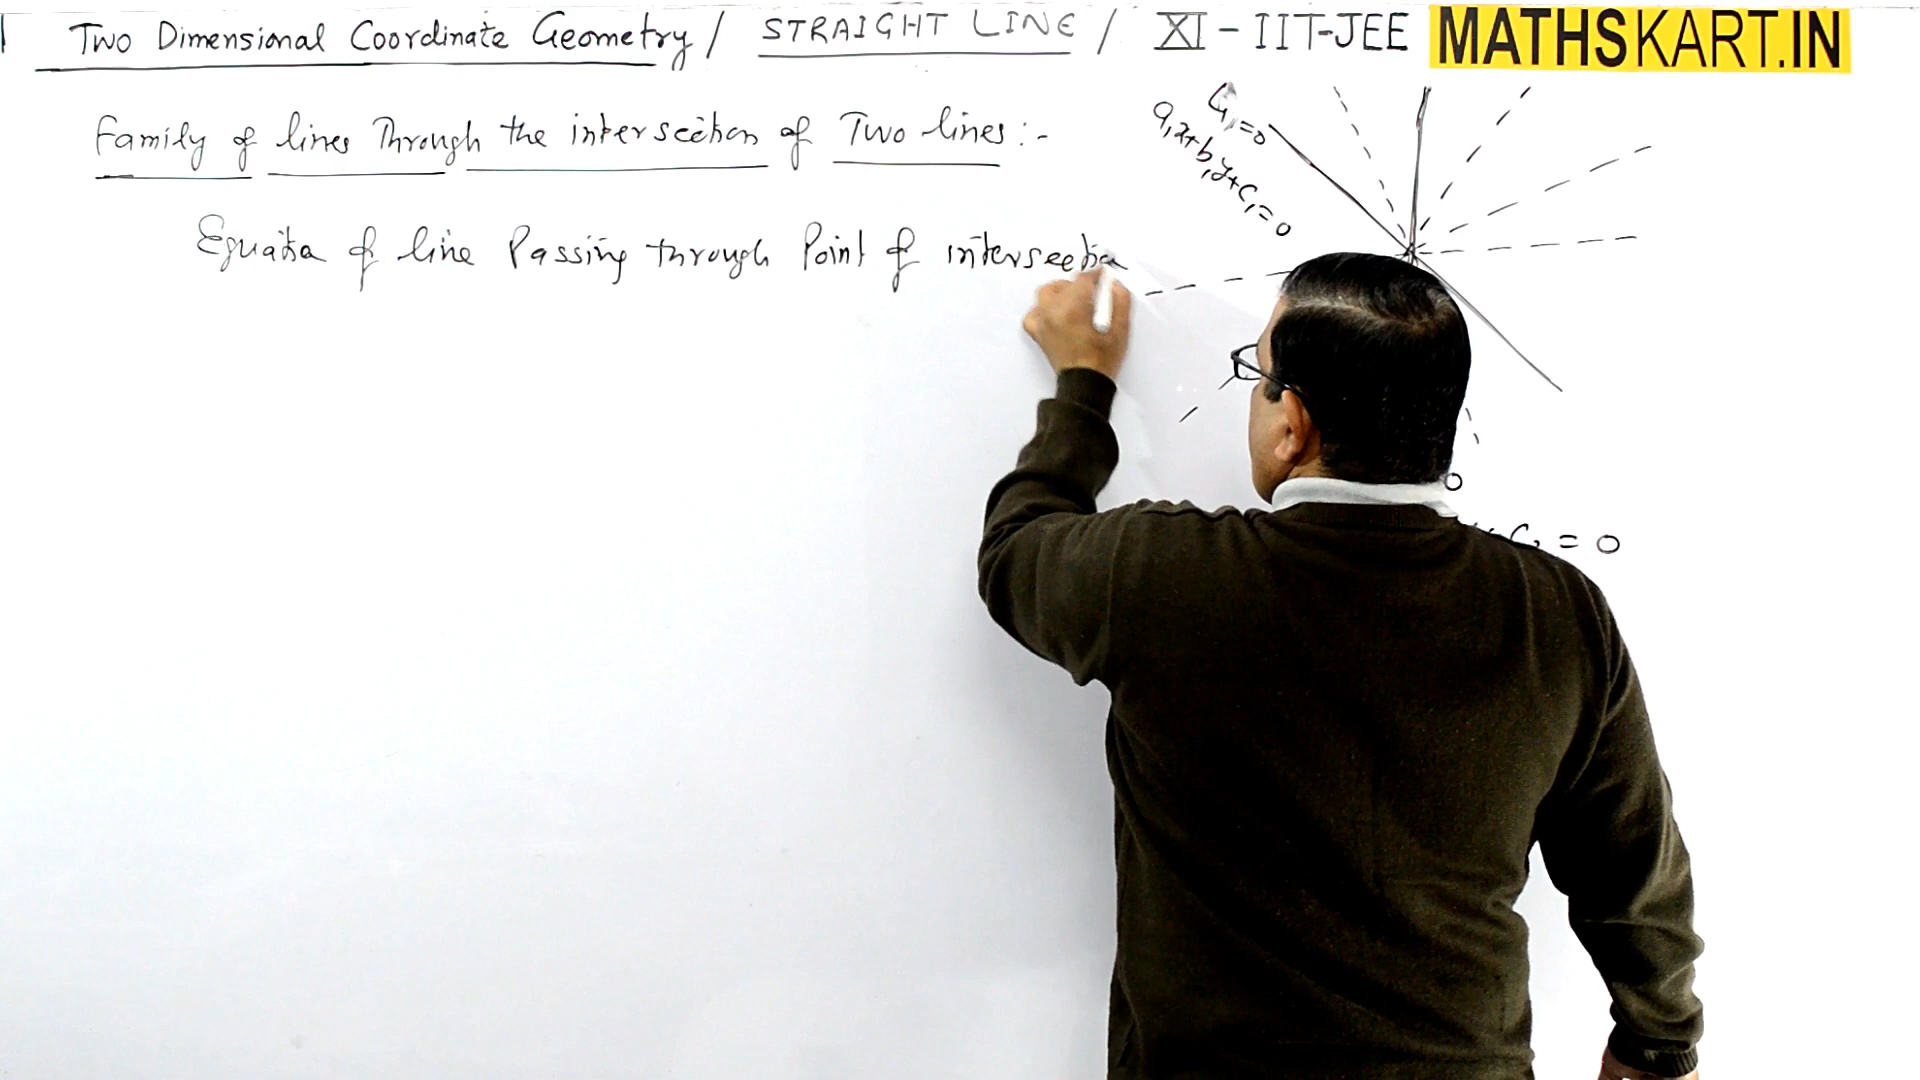 Two Dimensional Coordinate Geometry / STRAIGHT LINE / XI - IIT-JEE MATHSKART.IN
Family of lines Through the intersection of Two lines :-
L₁ = 0
a₁x + b₁y + c₁ = 0
Equation of line Passing through Point of intersection
0
c₂ = 0